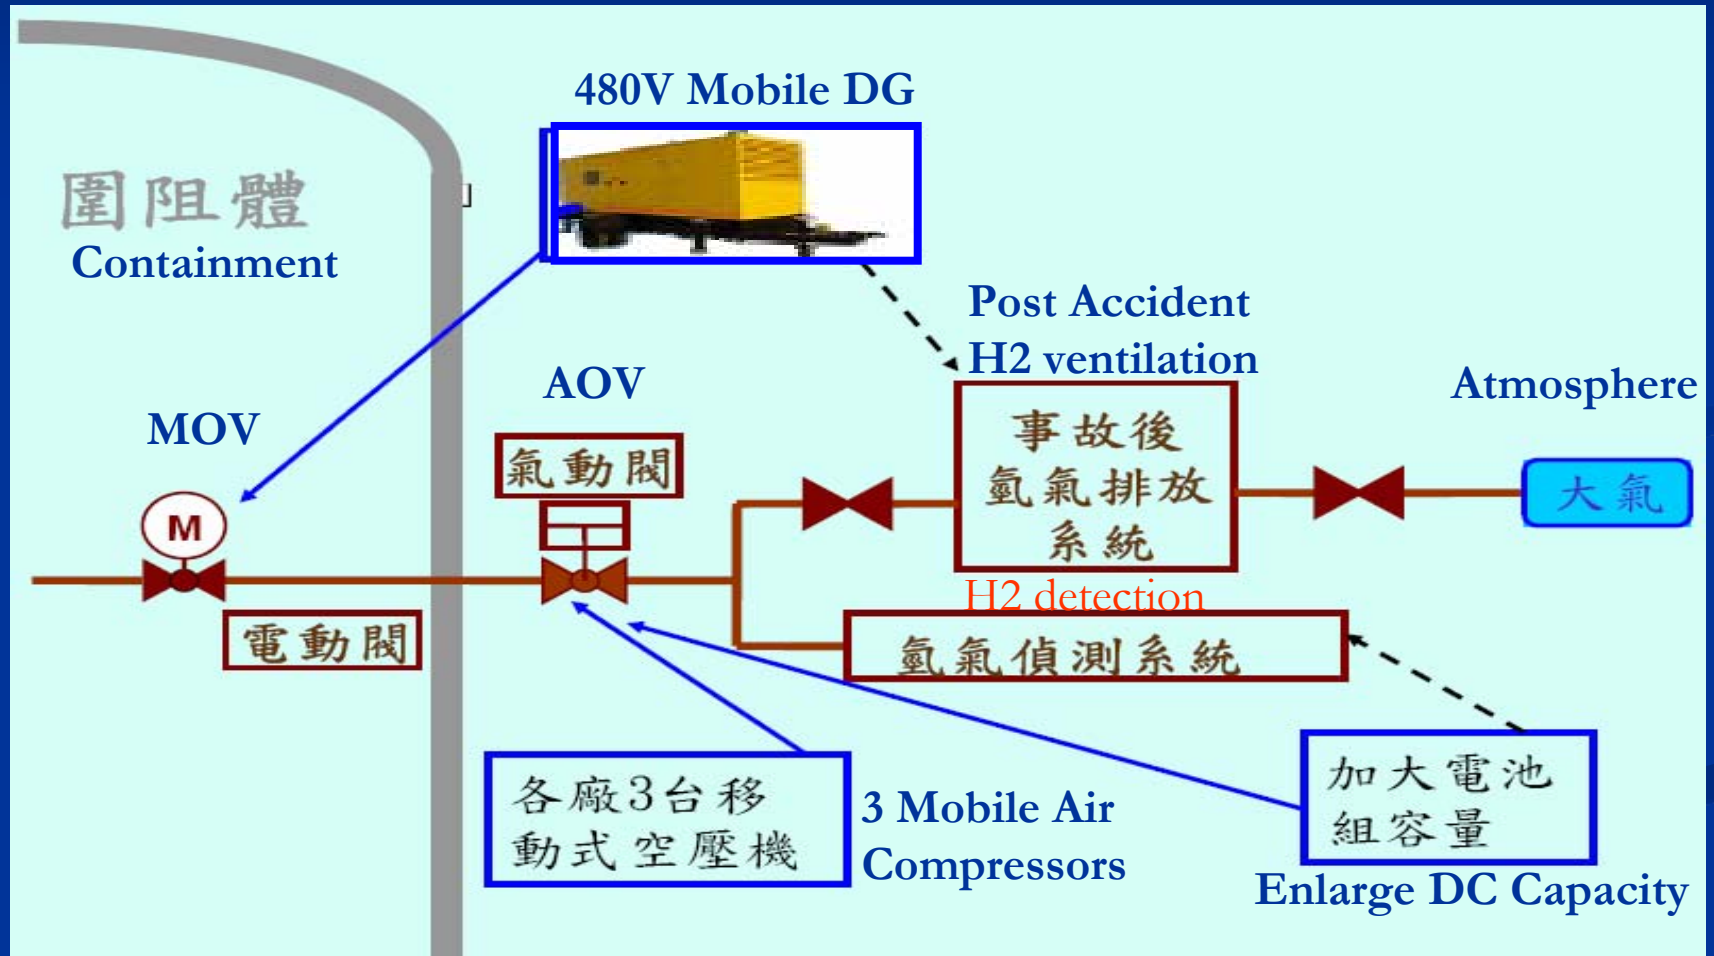 480V Mobile DG
圍阻體
Containment
Post Accident
H2 ventilation
AOV
Atmosphere
MOV
氣動閥
事故後
氫氣排放
系統
大氣
M
H2 detection
電動閥
氫氣偵測系統
各廠3台移
動式空壓機
3 Mobile Air
Compressors
加大電池
組容量
Enlarge DC Capacity